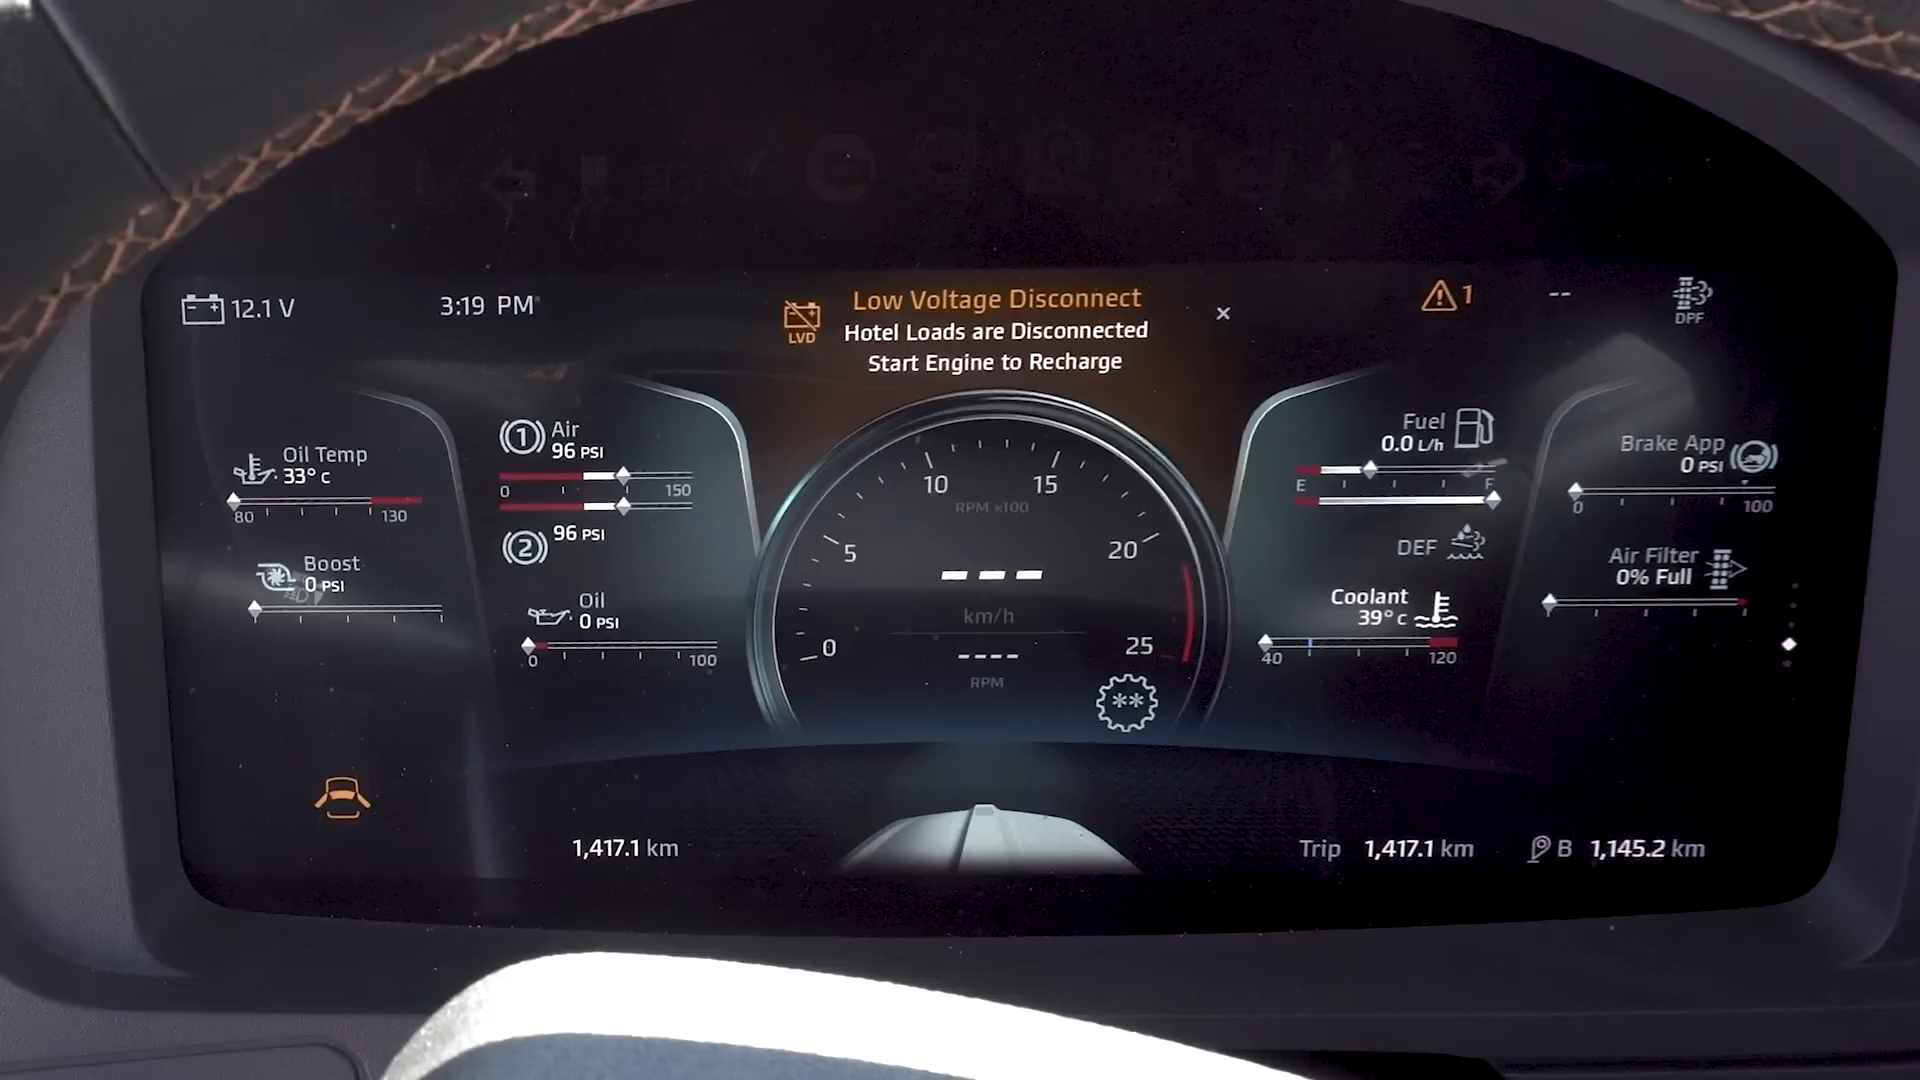 12.1 V
3:19 PM
LVD
Low Voltage Disconnect
Hotel Loads are Disconnected
Start Engine to Recharge
×
1
--
DPF
Oil Temp
33° C
80
130
Boost
0 PSI
1
Air
96 PSI
0
150
96 PSI
2
Oil
0 PSI
0
100
0
5
10
15
20
25
RPM x100
---
km/h
----
RPM
**
Fuel
0.0 L/h
E
F
DEF
Coolant
39° C
40
120
Brake App
0 PSI
0
100
Air Filter
0% Full
1,417.1 km
Trip 1,417.1 km
B 1,145.2 km